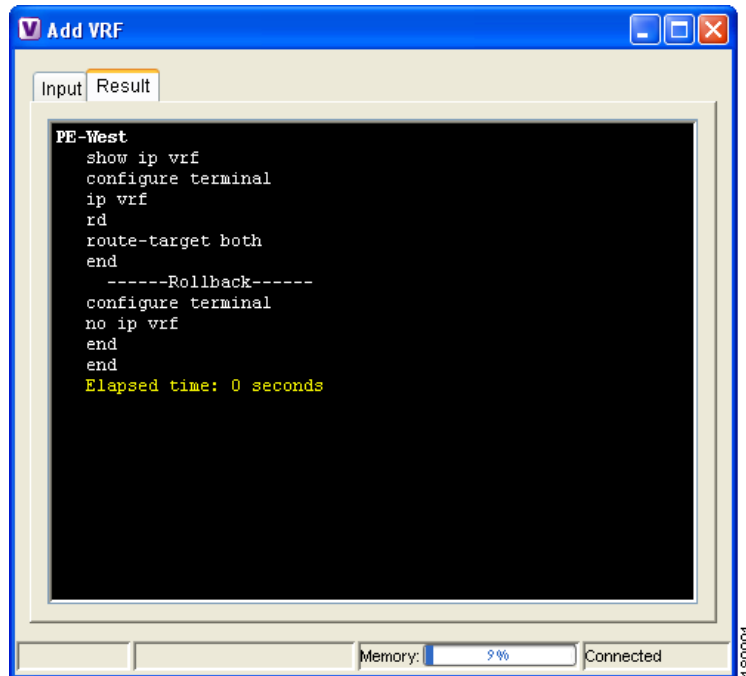 Add VRF
Input Result
PE-West
show ip vrf
configure terminal
ip vrf
rd
route-target both
end
------Rollback------
configure terminal
no ip vrf
end
end
Elapsed time: 0 seconds
Memory: 9% Connected